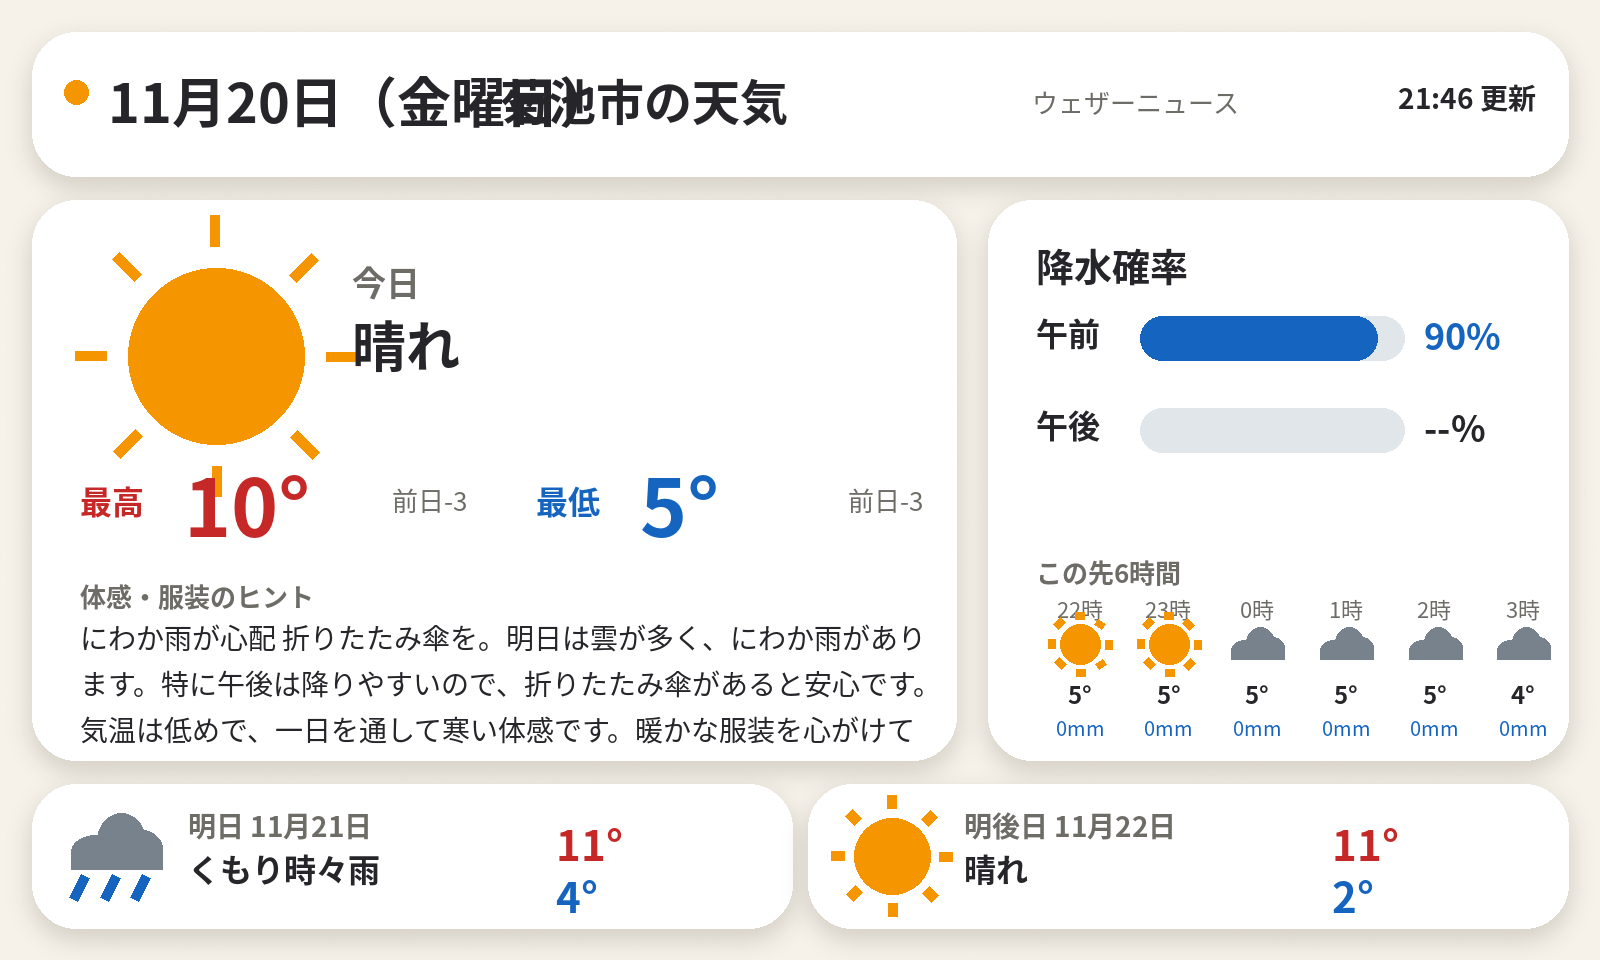 11月20日（金曜日）
菊池市の天気
ウェザーニュース
21:46 更新
今日
晴れ
最高 10° 前日-3 最低 5° 前日-3
体感・服装のヒント
にわか雨が心配 折りたたみ傘を。明日は雲が多く、にわか雨があり
ます。特に午後は降りやすいので、折りたたみ傘があると安心です。
気温は低めで、一日を通して寒い体感です。暖かな服装を心がけて
降水確率
午前 90%
午後 --%
この先6時間
22時 23時 0時 1時 2時 3時
5° 5° 5° 5° 5° 4°
0mm 0mm 0mm 0mm 0mm 0mm
明日 11月21日
くもり時々雨
11°
4°
明後日 11月22日
晴れ
11°
2°